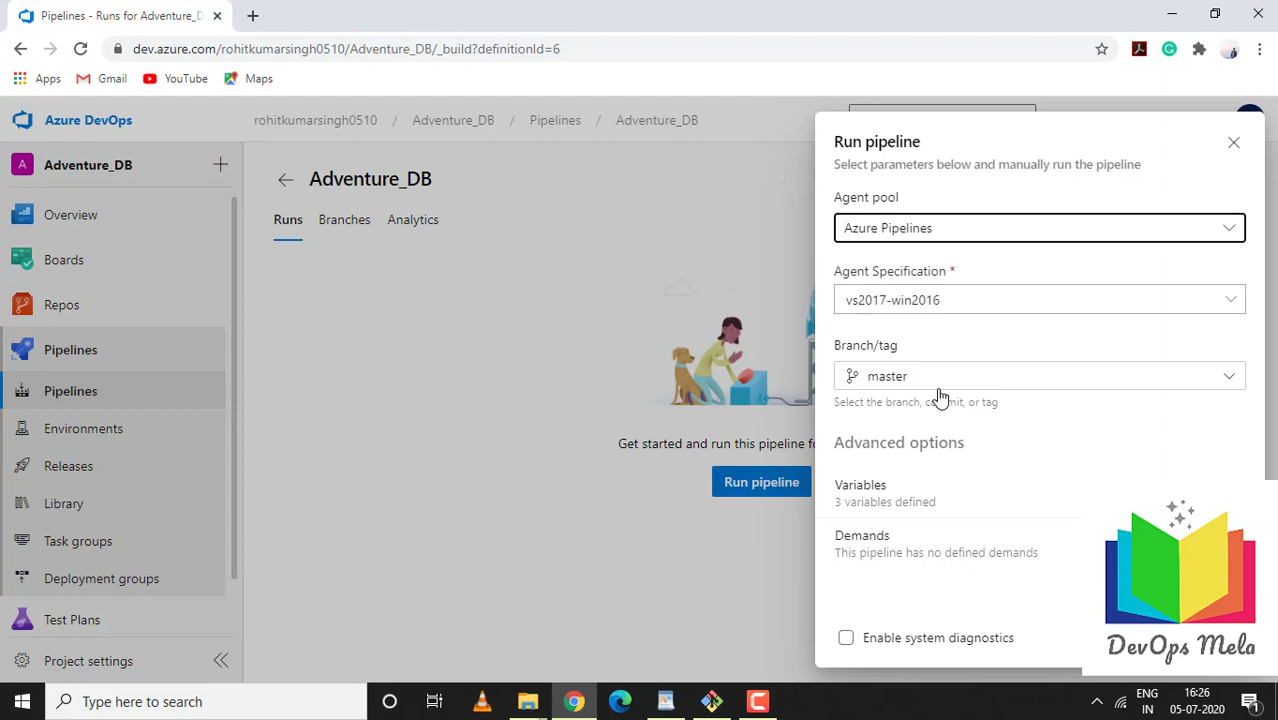 Pipelines - Runs for Adventure_D
dev.azure.com/rohitkumarsingh0510/Adventure_DB/_build?definitionId=6
Apps Gmail YouTube Maps
Azure DevOps
rohitkumarsingh0510 / Adventure_DB / Pipelines / Adventure_DB
A Adventure_DB
Overview
Boards
Repos
Pipelines
Pipelines
Environments
Releases
Library
Task groups
Deployment groups
Test Plans
Project settings
Adventure_DB
Runs Branches Analytics
Get started and run this pipeline fo
Run pipeline
Run pipeline
Select parameters below and manually run the pipeline
Agent pool
Azure Pipelines
Agent Specification *
vs2017-win2016
Branch/tag
master
Select the branch, commit, or tag
Advanced options
Variables
3 variables defined
Demands
This pipeline has no defined demands
Enable system diagnostics
DevOps Mela
Type here to search
ENG
IN
16:26
05-07-2020
1